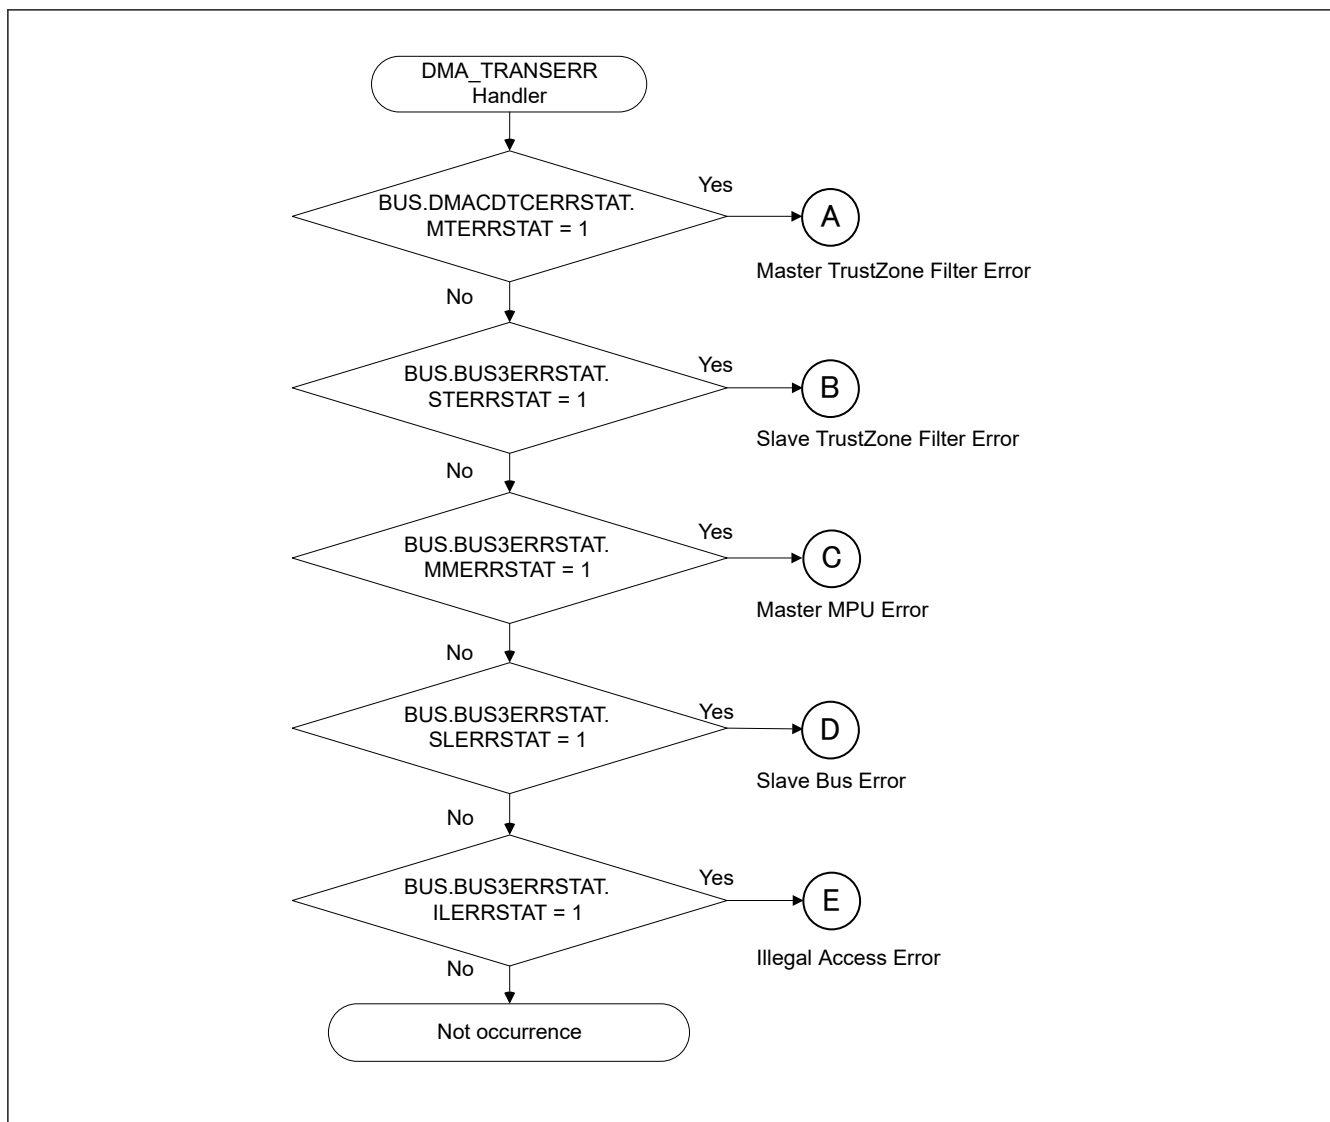 DMA_TRANSERR
Handler
BUS.DMACDTCERRSTAT.
MTERRSTAT = 1
Yes
A
Master TrustZone Filter Error
No
BUS.BUS3ERRSTAT.
STERRSTAT = 1
Yes
B
Slave TrustZone Filter Error
No
BUS.BUS3ERRSTAT.
MMERRSTAT = 1
Yes
C
Master MPU Error
No
BUS.BUS3ERRSTAT.
SLERRSTAT = 1
Yes
D
Slave Bus Error
No
BUS.BUS3ERRSTAT.
ILERRSTAT = 1
Yes
E
Illegal Access Error
No
Not occurrence